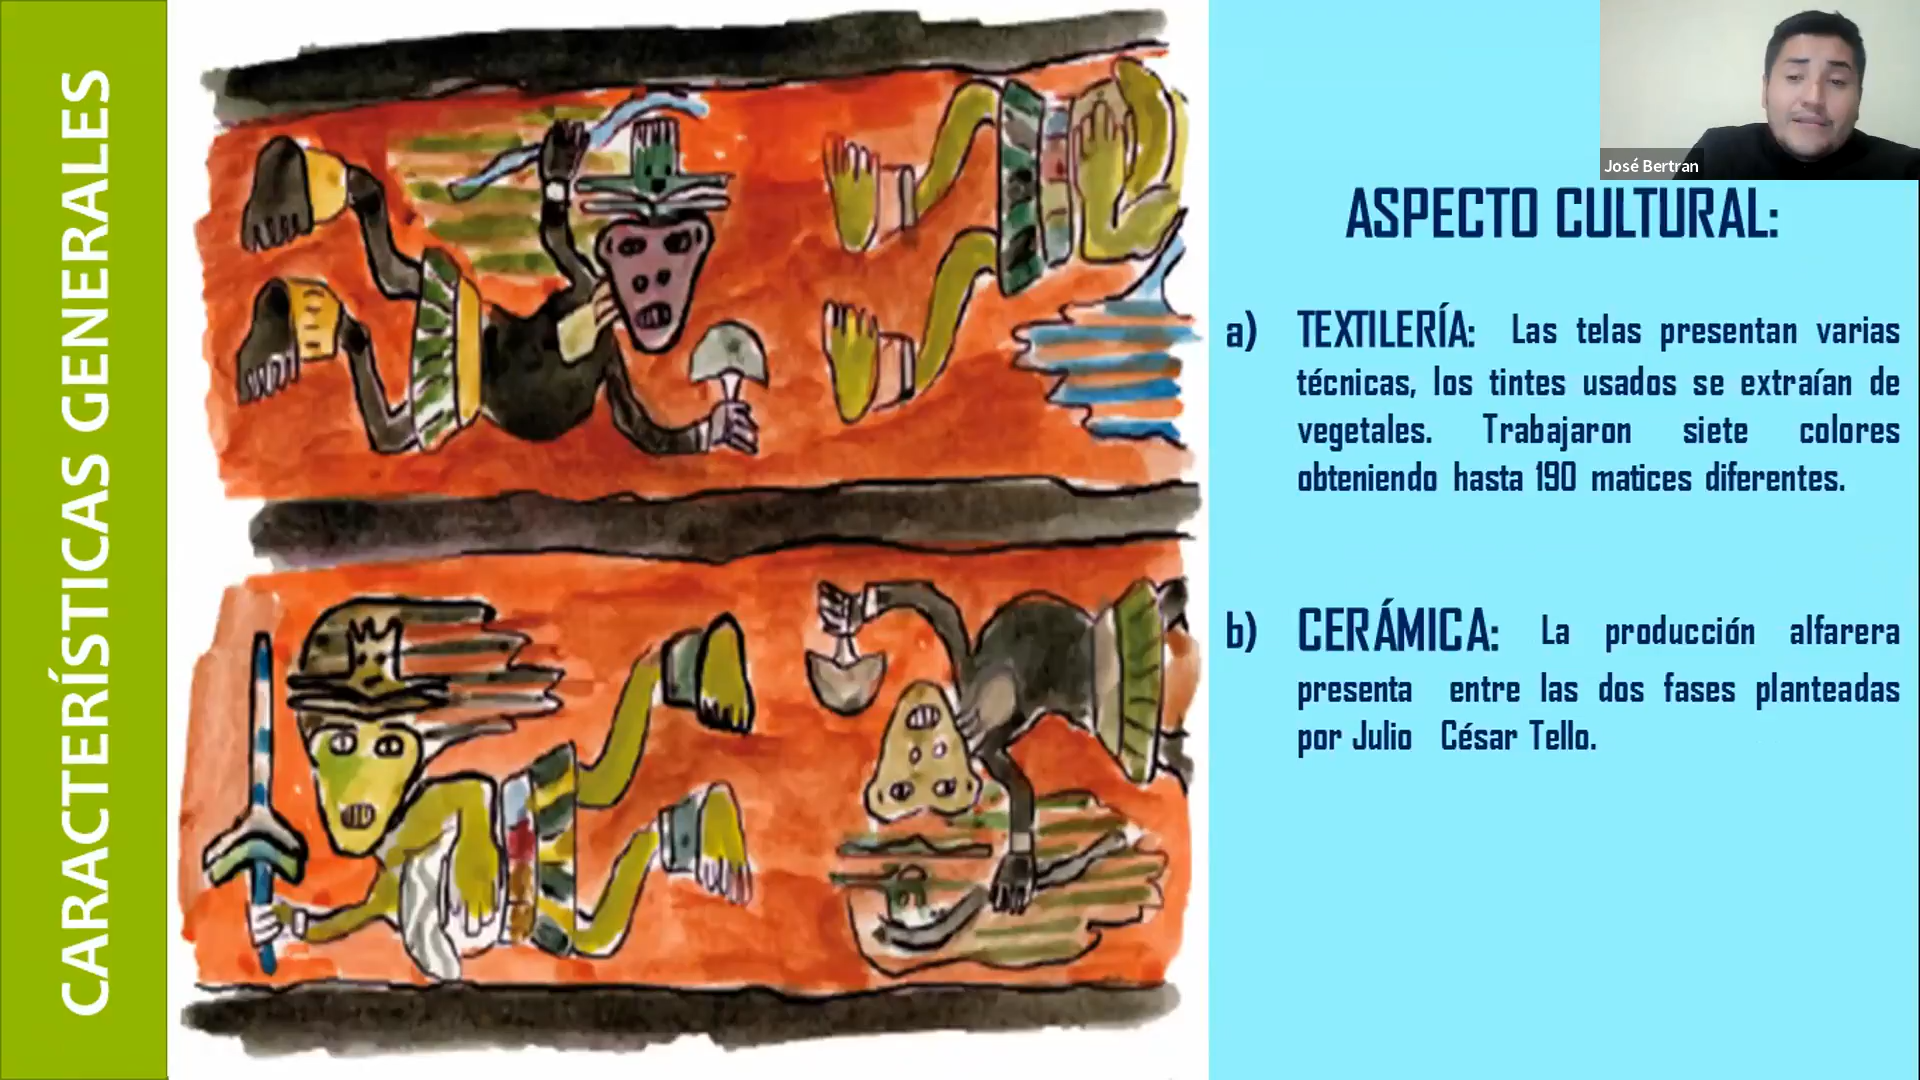 CARACTERÍSTICAS GENERALES
José Bertran
ASPECTO CULTURAL:
a) TEXTILERÍA: Las telas presentan varias
técnicas, los tintes usados se extraían de
vegetales. Trabajaron siete colores
obteniendo hasta 190 matices diferentes.
b) CERÁMICA: La producción alfarera
presenta entre las dos fases planteadas
por Julio César Tello.